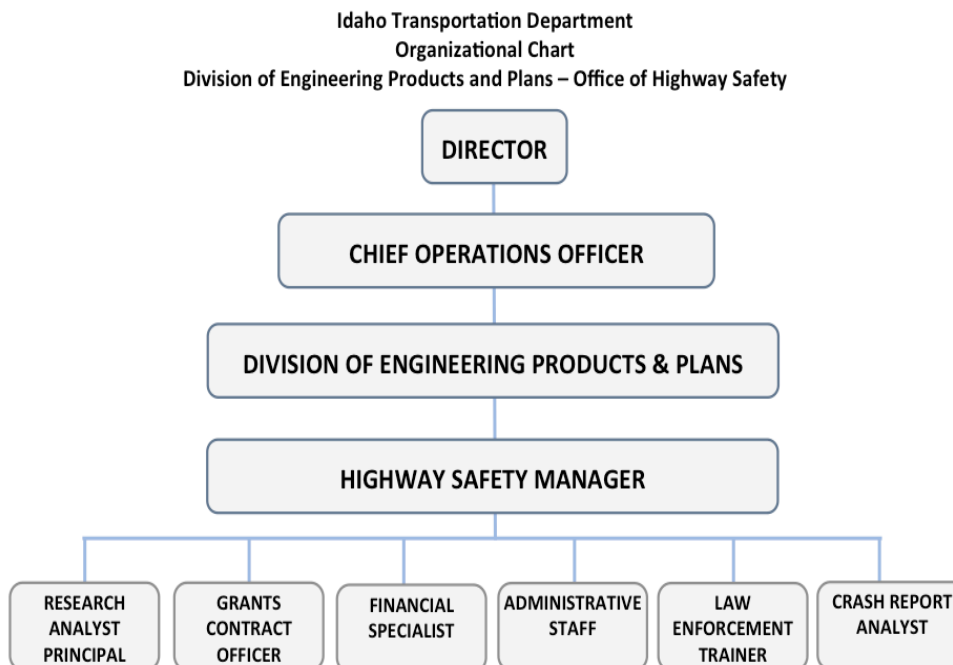 Idaho Transportation Department
Organizational Chart
Division of Engineering Products and Plans – Office of Highway Safety
DIRECTOR
CHIEF OPERATIONS OFFICER
DIVISION OF ENGINEERING PRODUCTS & PLANS
HIGHWAY SAFETY MANAGER
RESEARCH
ANALYST
PRINCIPAL
GRANTS
CONTRACT
OFFICER
FINANCIAL
SPECIALIST
ADMINISTRATIVE
STAFF
LAW
ENFORCEMENT
TRAINER
CRASH REPORT
ANALYST